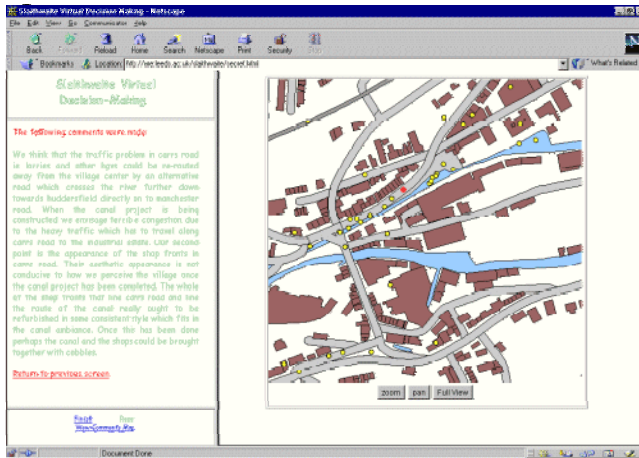 Slaithwaite Virtual Decision Making - Netscape
File Edit View Go Communicator Help
Back Forward Reload Home Search Netscape Print Security Stop
Bookmarks Location: http://
What's Related
Slaithwaite Virtual
Decision-Making
The following comments were made:
We think that the traffic problem in carrs road
ie lorries and other hgvs could be re-routed
away from the village center by an alternative
road which crosses the river further down
towards huddersfield directly on to manchester
road. When the canal project is being
constructed we envisage terrible congestion due
to the heavy traffic which has to travel along
carrs road to the industrial estate. Our second
point is the appearance of the shop fronts in
carrs road. Their aesthetic appearance is not
conducive to how we perceive the village once
the canal project has been completed. The whole
of the shop fronts that line carrs road and line
the route of the canal really ought to be
refurbished in some consistent style which fits in
the canal ambiance. Once this has been done
perhaps the canal and the shops could be brought
together with cobbles.
Return to previous screen
zoom pan Full View
View Community Map
Document Done